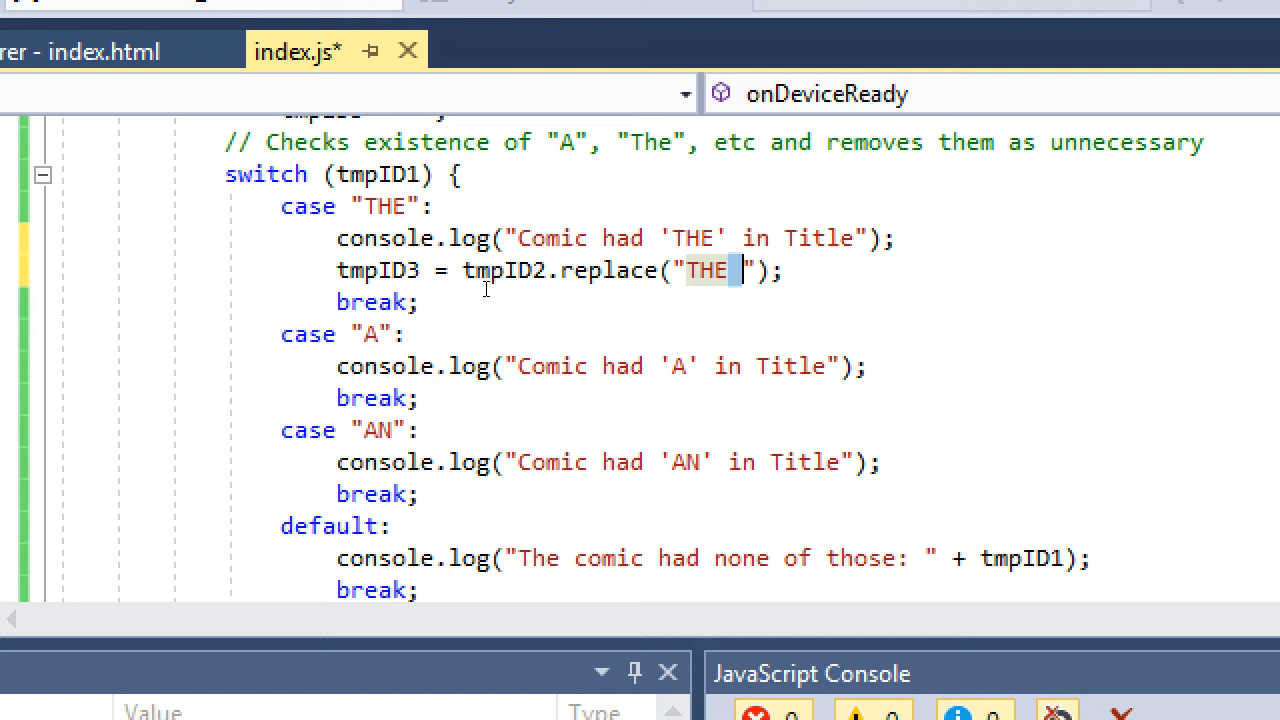 rer - index.html index.js*
onDeviceReady
// Checks existence of "A", "The", etc and removes them as unnecessary
switch (tmpID1) {
case "THE":
console.log("Comic had 'THE' in Title");
tmpID3 = tmpID2.replace("THE ");
break;
case "A":
console.log("Comic had 'A' in Title");
break;
case "AN":
console.log("Comic had 'AN' in Title");
break;
default:
console.log("The comic had none of those: " + tmpID1);
break;
JavaScript Console
Value Type
0 0 0